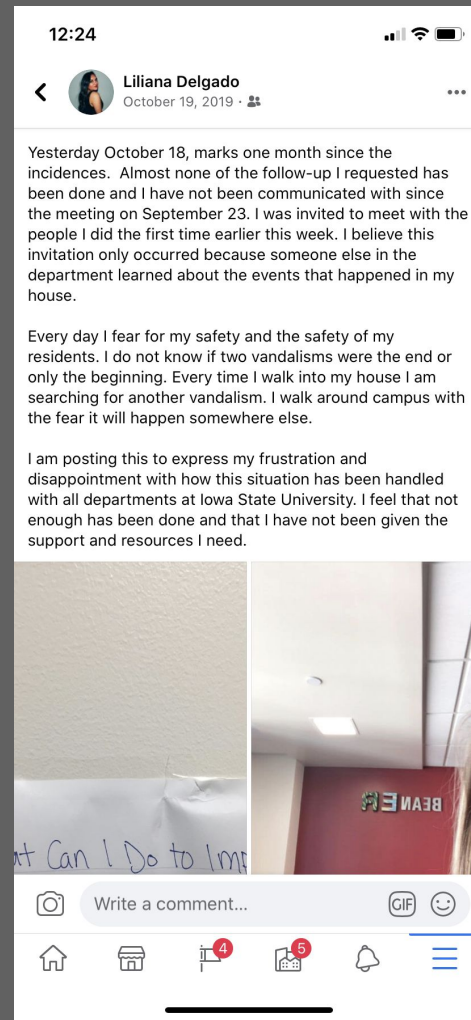 12:24
Liliana Delgado
October 19, 2019 ·
Yesterday October 18, marks one month since the
incidences.  Almost none of the follow-up I requested has
been done and I have not been communicated with since
the meeting on September 23. I was invited to meet with the
people I did the first time earlier this week. I believe this
invitation only occurred because someone else in the
department learned about the events that happened in my
house.
Every day I fear for my safety and the safety of my
residents. I do not know if two vandalisms were the end or
only the beginning. Every time I walk into my house I am
searching for another vandalism. I walk around campus with
the fear it will happen somewhere else.
I am posting this to express my frustration and
disappointment with how this situation has been handled
with all departments at Iowa State University. I feel that not
enough has been done and that I have not been given the
support and resources I need.
at Can I Do to Imp
BEANER
Write a comment...
GIF
4
5